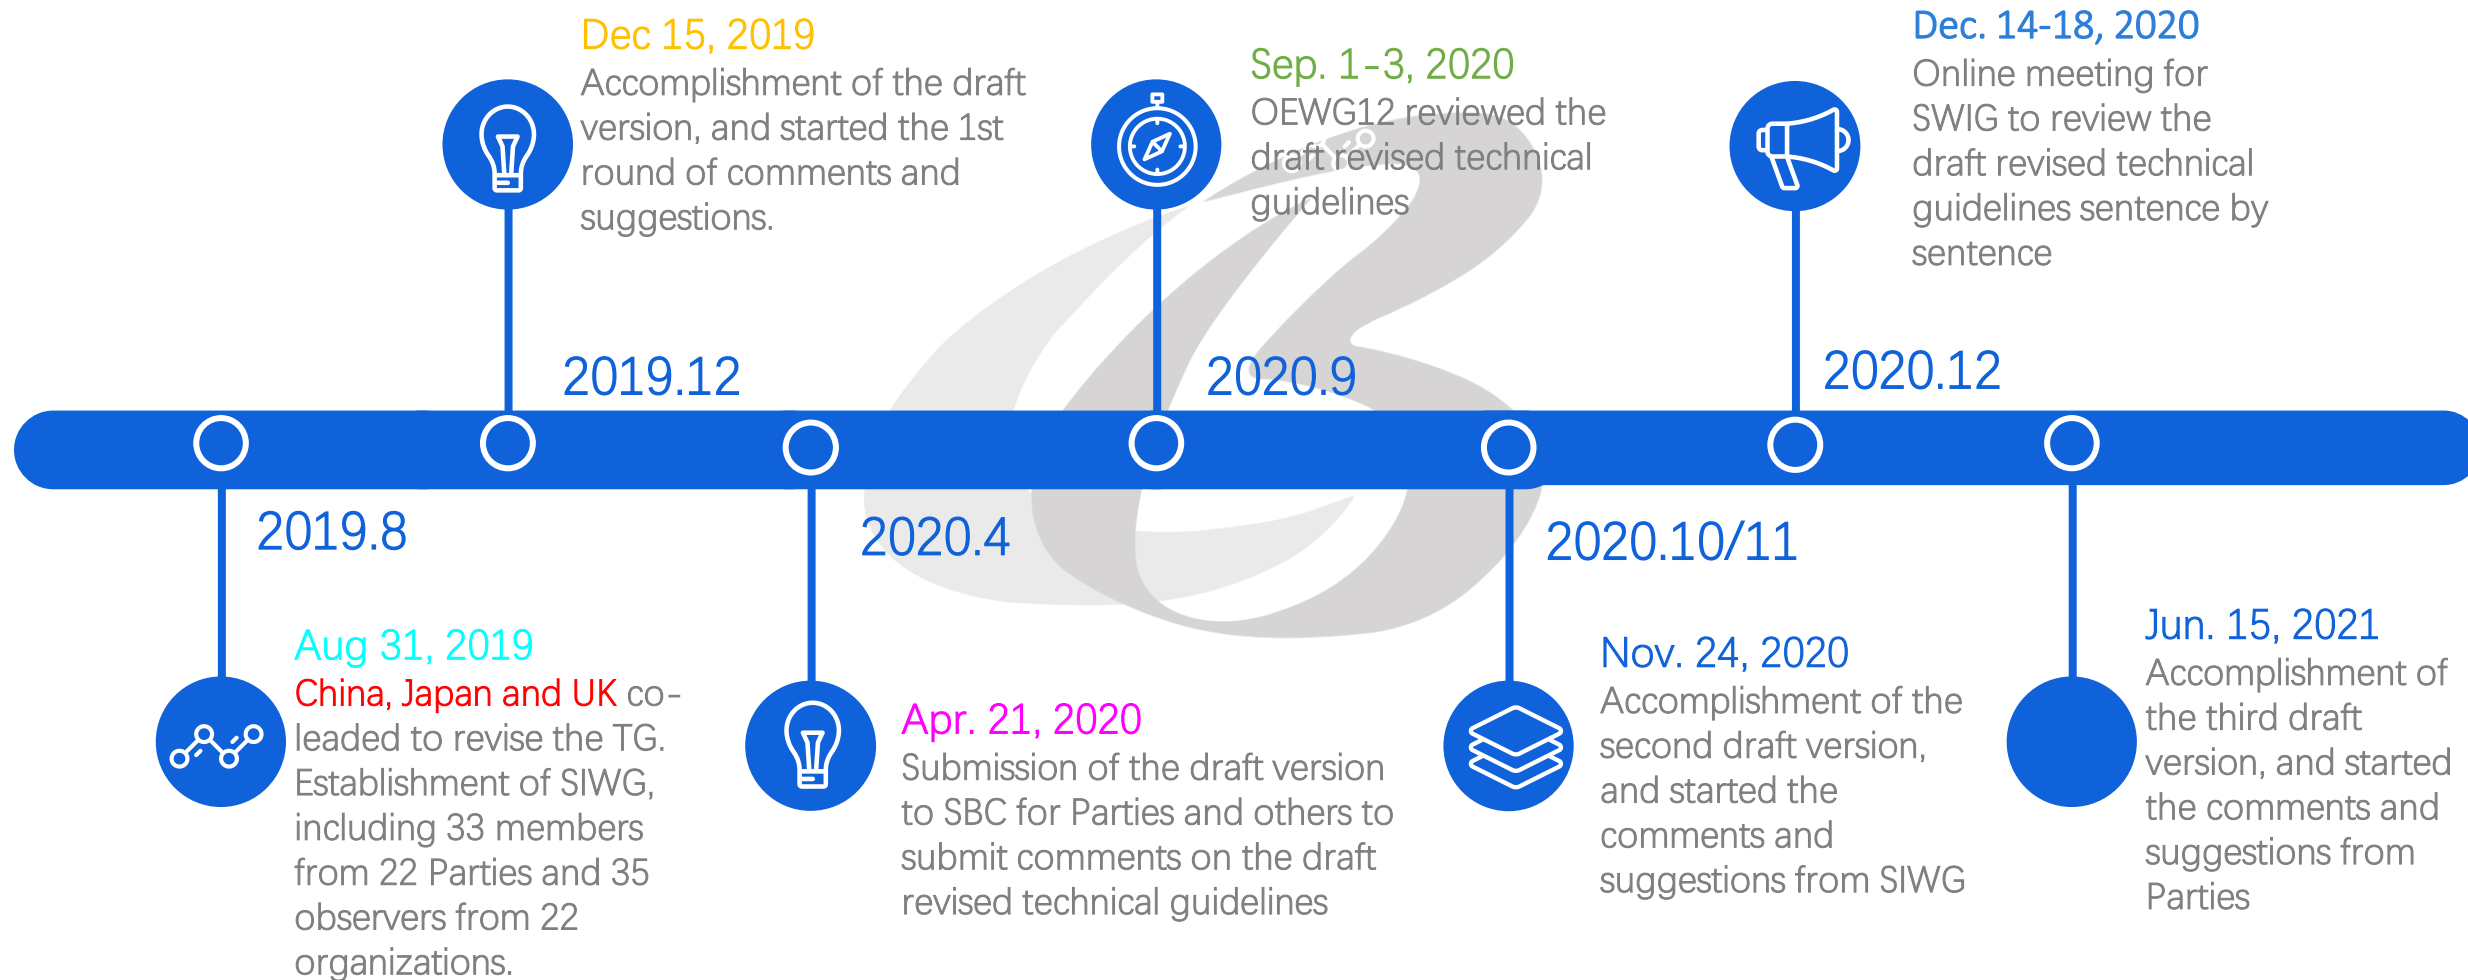 Dec 15, 2019
Accomplishment of the draft
version, and started the 1st
round of comments and
suggestions.
Sep. 1-3, 2020
OEWG12 reviewed the
draft revised technical
guidelines
Dec. 14-18, 2020
Online meeting for
SWIG to review the
draft revised technical
guidelines sentence by
sentence
2019.12
2020.9
2020.12
2019.8
2020.4
2020.10/11
Aug 31, 2019
China, Japan and UK co-
leaded to revise the TG.
Establishment of SIWG,
including 33 members
from 22 Parties and 35
observers from 22
organizations.
Apr. 21, 2020
Submission of the draft version
to SBC for Parties and others to
submit comments on the draft
revised technical guidelines
Nov. 24, 2020
Accomplishment of the
second draft version,
and started the
comments and
suggestions from SIWG
Jun. 15, 2021
Accomplishment of
the third draft
version, and started
the comments and
suggestions from
Parties